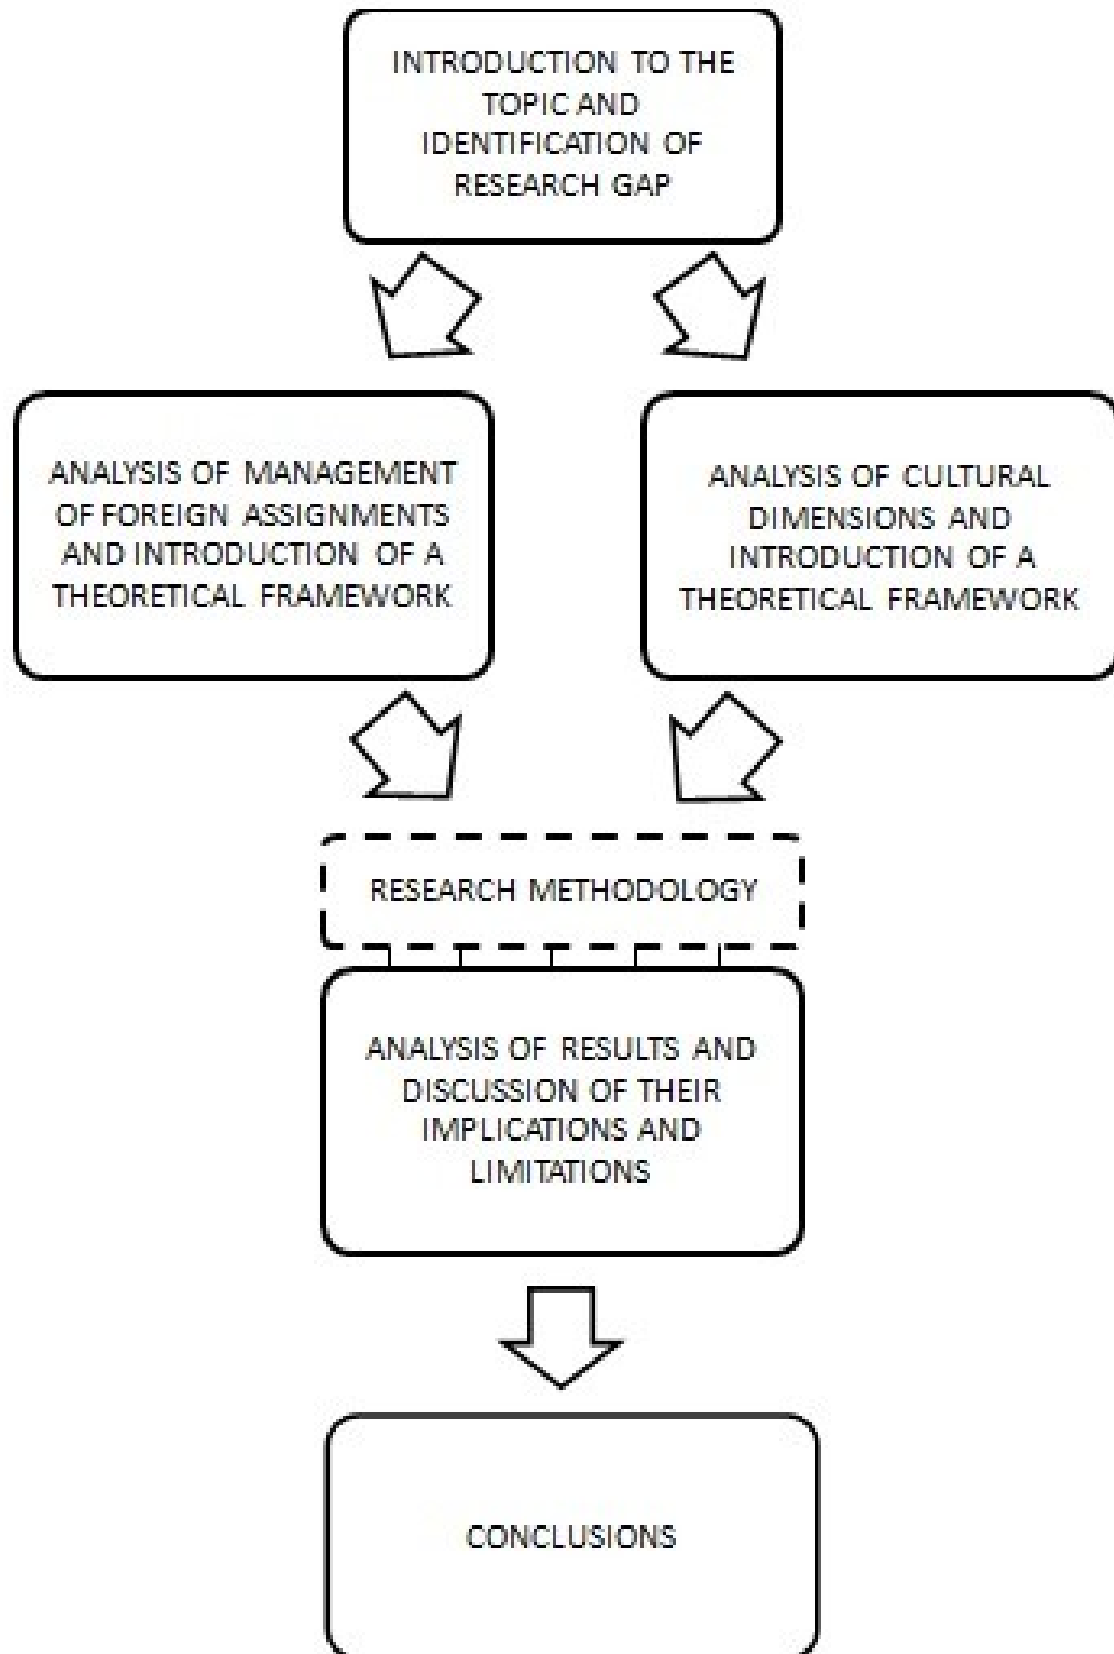 INTRODUCTION TO THE
TOPIC AND
IDENTIFICATION OF
RESEARCH GAP
ANALYSIS OF MANAGEMENT
OF FOREIGN ASSIGNMENTS
AND INTRODUCTION OF A
THEORETICAL FRAMEWORK
ANALYSIS OF CULTURAL
DIMENSIONS AND
INTRODUCTION OF A
THEORETICAL FRAMEWORK
RESEARCH METHODOLOGY
ANALYSIS OF RESULTS AND
DISCUSSION OF THEIR
IMPLICATIONS AND
LIMITATIONS
CONCLUSIONS